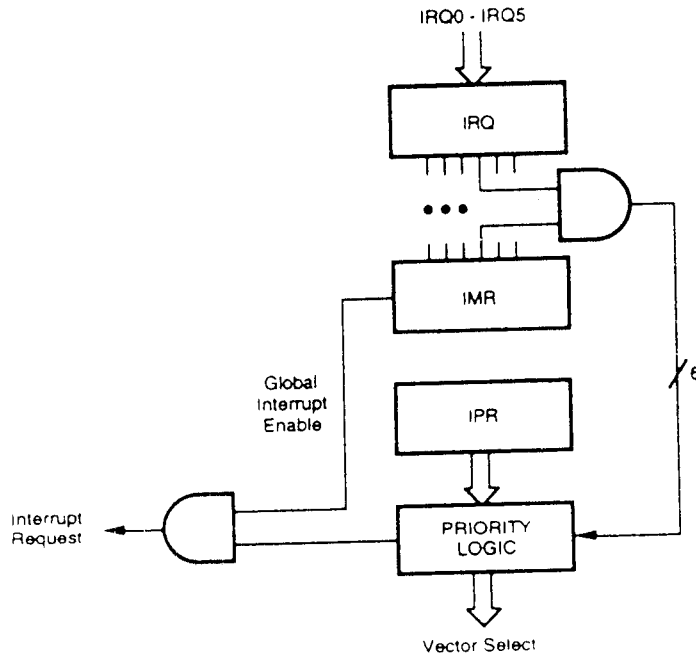 IRQ0 - IRQ5
IRQ
IMR
6
Global
Interrupt
Enable
IPR
Interrupt
Request
PRIORITY
LOGIC
Vector Select